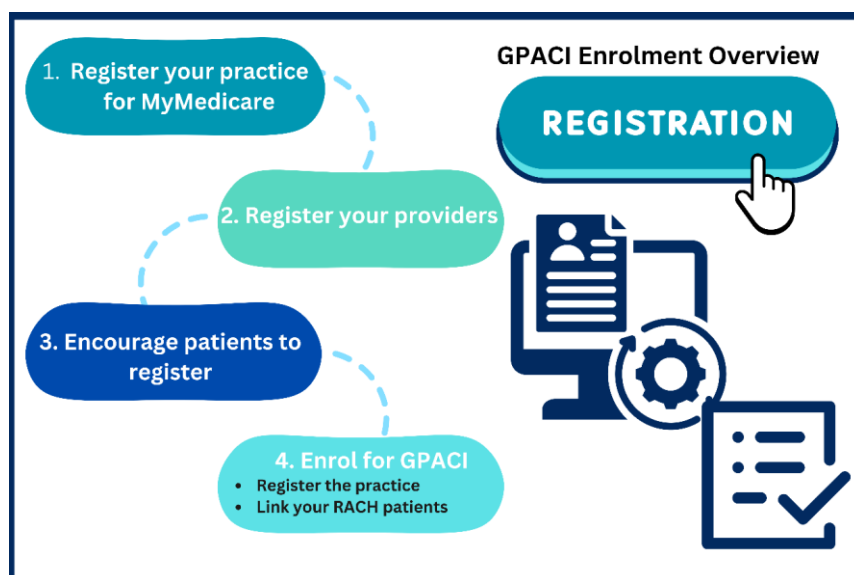 GPACI Enrolment Overview
REGISTRATION
1. Register your practice
for MyMedicare
2. Register your providers
3. Encourage patients to
register
4. Enrol for GPACI
• Register the practice
• Link your RACH patients